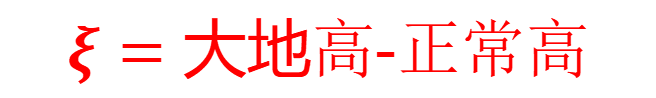 ξ = 大地高-正常高